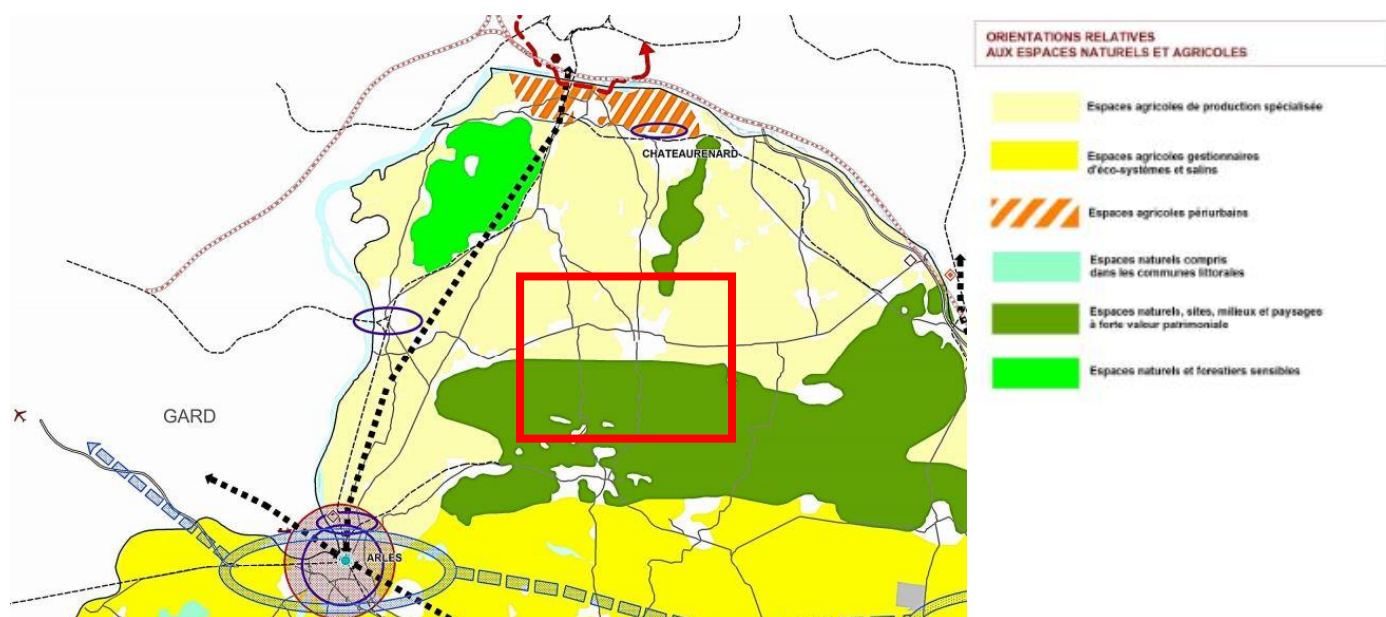 CHATEAURENARD
GARD
ARLES
ORIENTATIONS RELATIVES
AUX ESPACES NATURELS ET AGRICOLES
Espaces agricoles de production spécialisée
Espaces agricoles gestionnaires
d'éco-systèmes et salins
Espaces agricoles périurbains
Espaces naturels compris
dans les communes littorales
Espaces naturels, sites, milieux et paysages
à forte valeur patrimoniale
Espaces naturels et forestiers sensibles